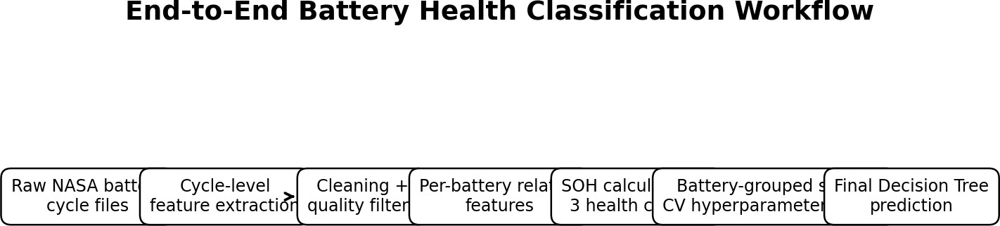 End-to-End Battery Health Classification Workflow
Raw NASA batte
cycle files
Cycle-level
feature extraction
Cleaning +
quality filter
Per-battery relat
features
SOH calcul
3 health c
Battery-grouped s
CV hyperparameter
Final Decision Tree
prediction